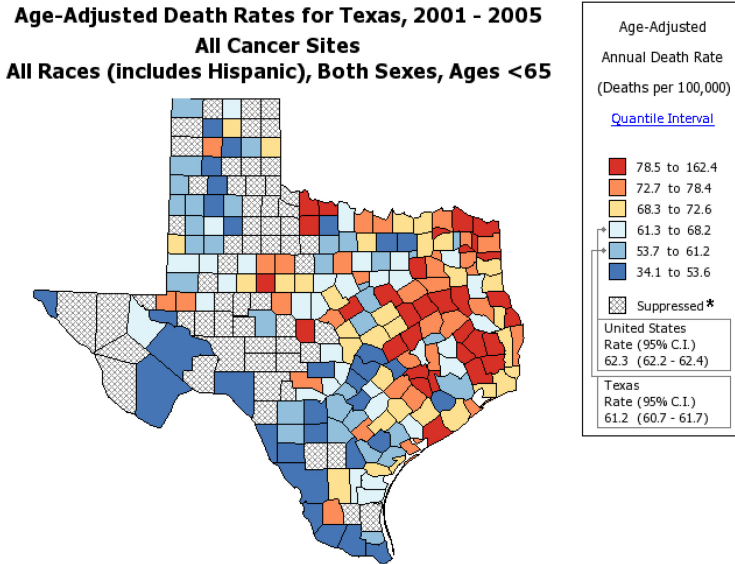 Age-Adjusted Death Rates for Texas, 2001 - 2005
All Cancer Sites
All Races (includes Hispanic), Both Sexes, Ages <65
Age-Adjusted
Annual Death Rate
(Deaths per 100,000)
Quantile Interval
78.5 to 162.4
72.7 to 78.4
68.3 to 72.6
61.3 to 68.2
53.7 to 61.2
34.1 to 53.6
Suppressed*
United States
Rate (95% C.I.)
62.3 (62.2 - 62.4)
Texas
Rate (95% C.I.)
61.2 (60.7 - 61.7)